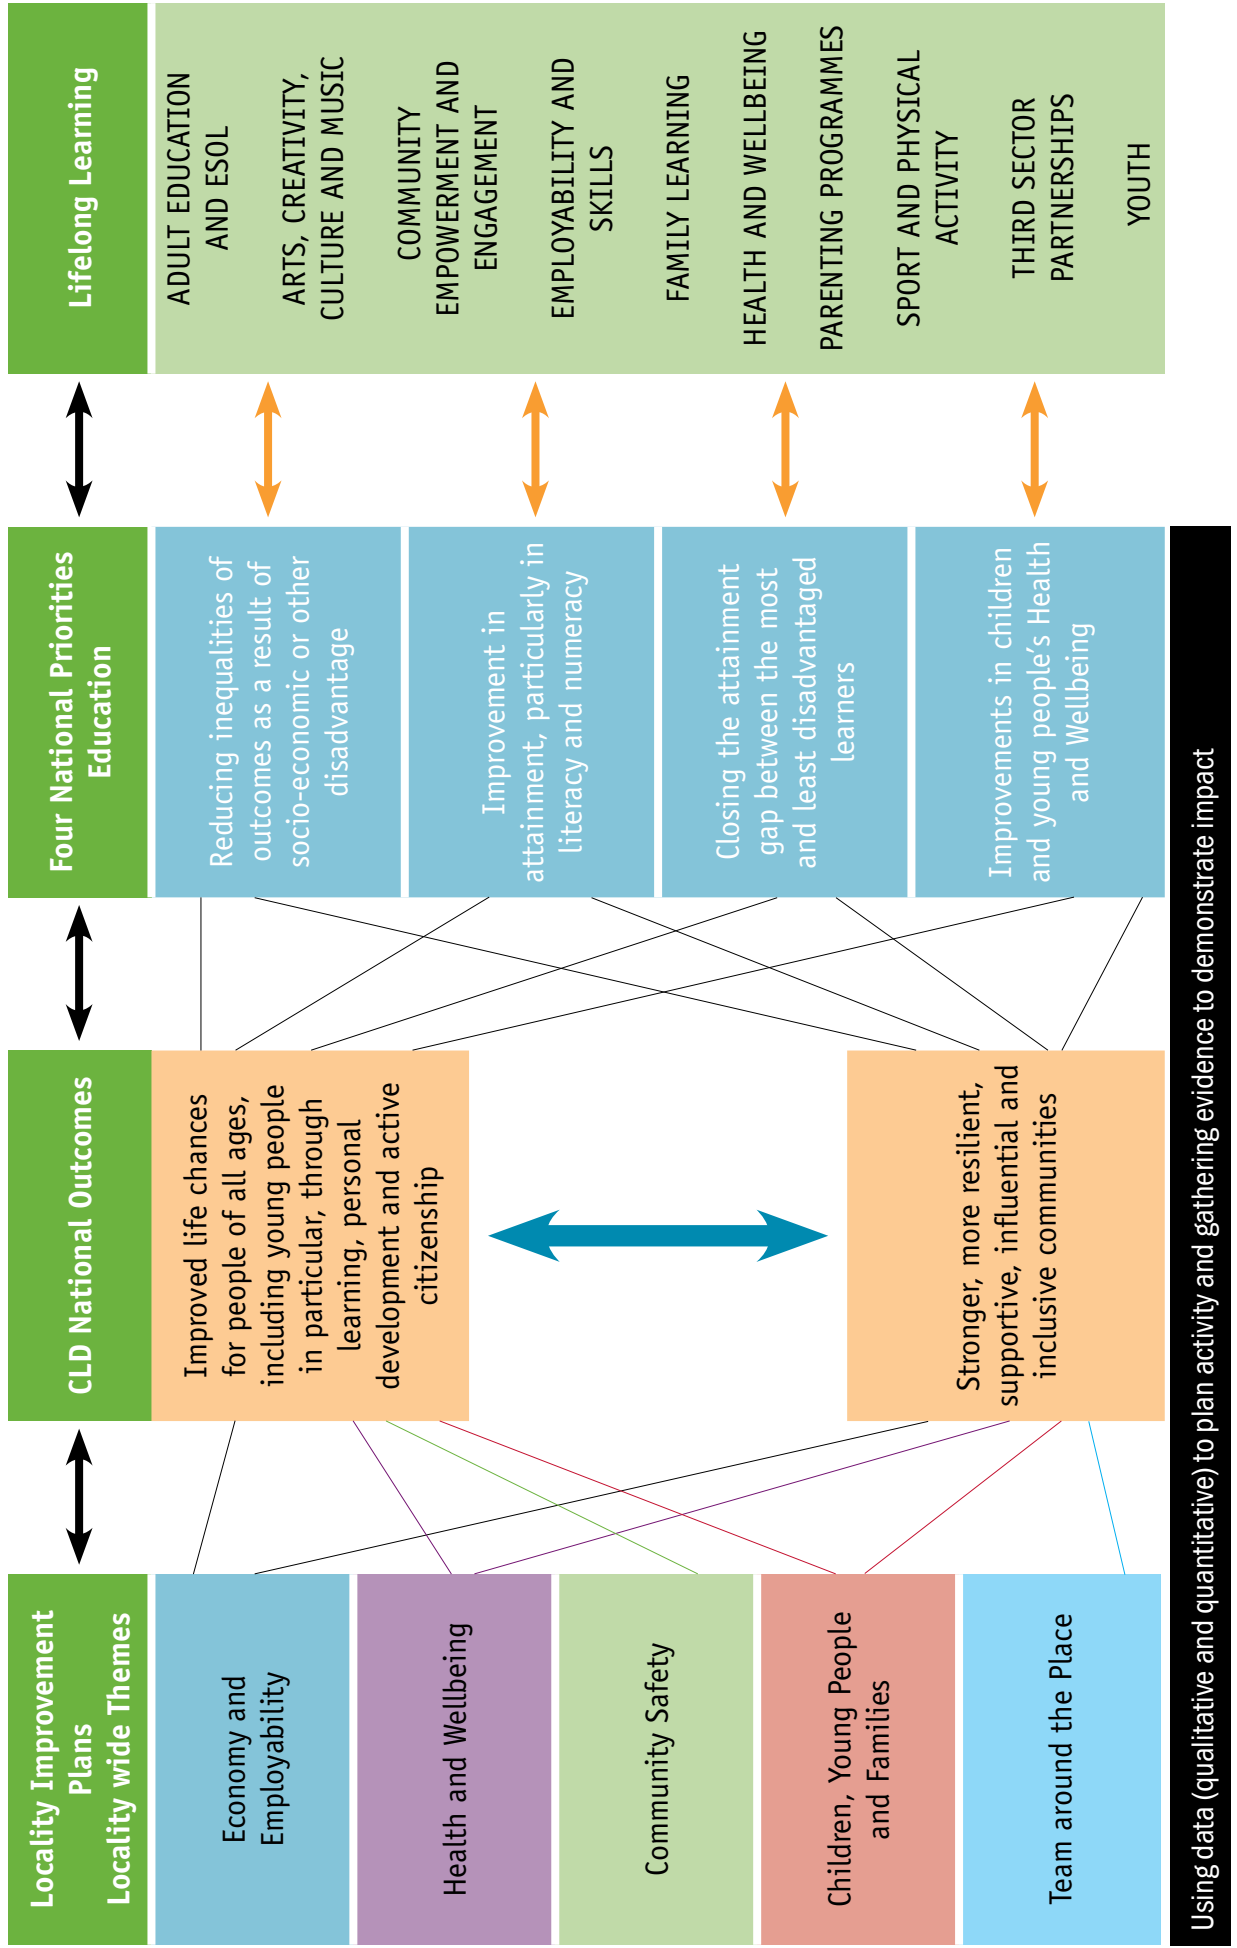 Locality Improvement
Plans
Locality wide Themes
Economy and
Employability
Health and Wellbeing
Community Safety
Children, Young People
and Families
Team around the Place
CLD National Outcomes
Improved life chances
for people of all ages,
including young people
in particular, through
learning, personal
development and active
citizenship
Stronger, more resilient,
supportive, influential and
inclusive communities
Four National Priorities
Education
Reducing inequalities of
outcomes as a result of
socio-economic or other
disadvantage
Improvement in
attainment, particularly in
literacy and numeracy
Closing the attainment
gap between the most
and least disadvantaged
learners
Improvements in children
and young people's Health
and Wellbeing
Lifelong Learning
ADULT EDUCATION
AND ESOL
ARTS, CREATIVITY,
CULTURE AND MUSIC
COMMUNITY
EMPOWERMENT AND
ENGAGEMENT
EMPLOYABILITY AND
SKILLS
FAMILY LEARNING
HEALTH AND WELLBEING
PARENTING PROGRAMMES
SPORT AND PHYSICAL
ACTIVITY
THIRD SECTOR
PARTNERSHIPS
YOUTH
Using data (qualitative and quantitative) to plan activity and gathering evidence to demonstrate impact